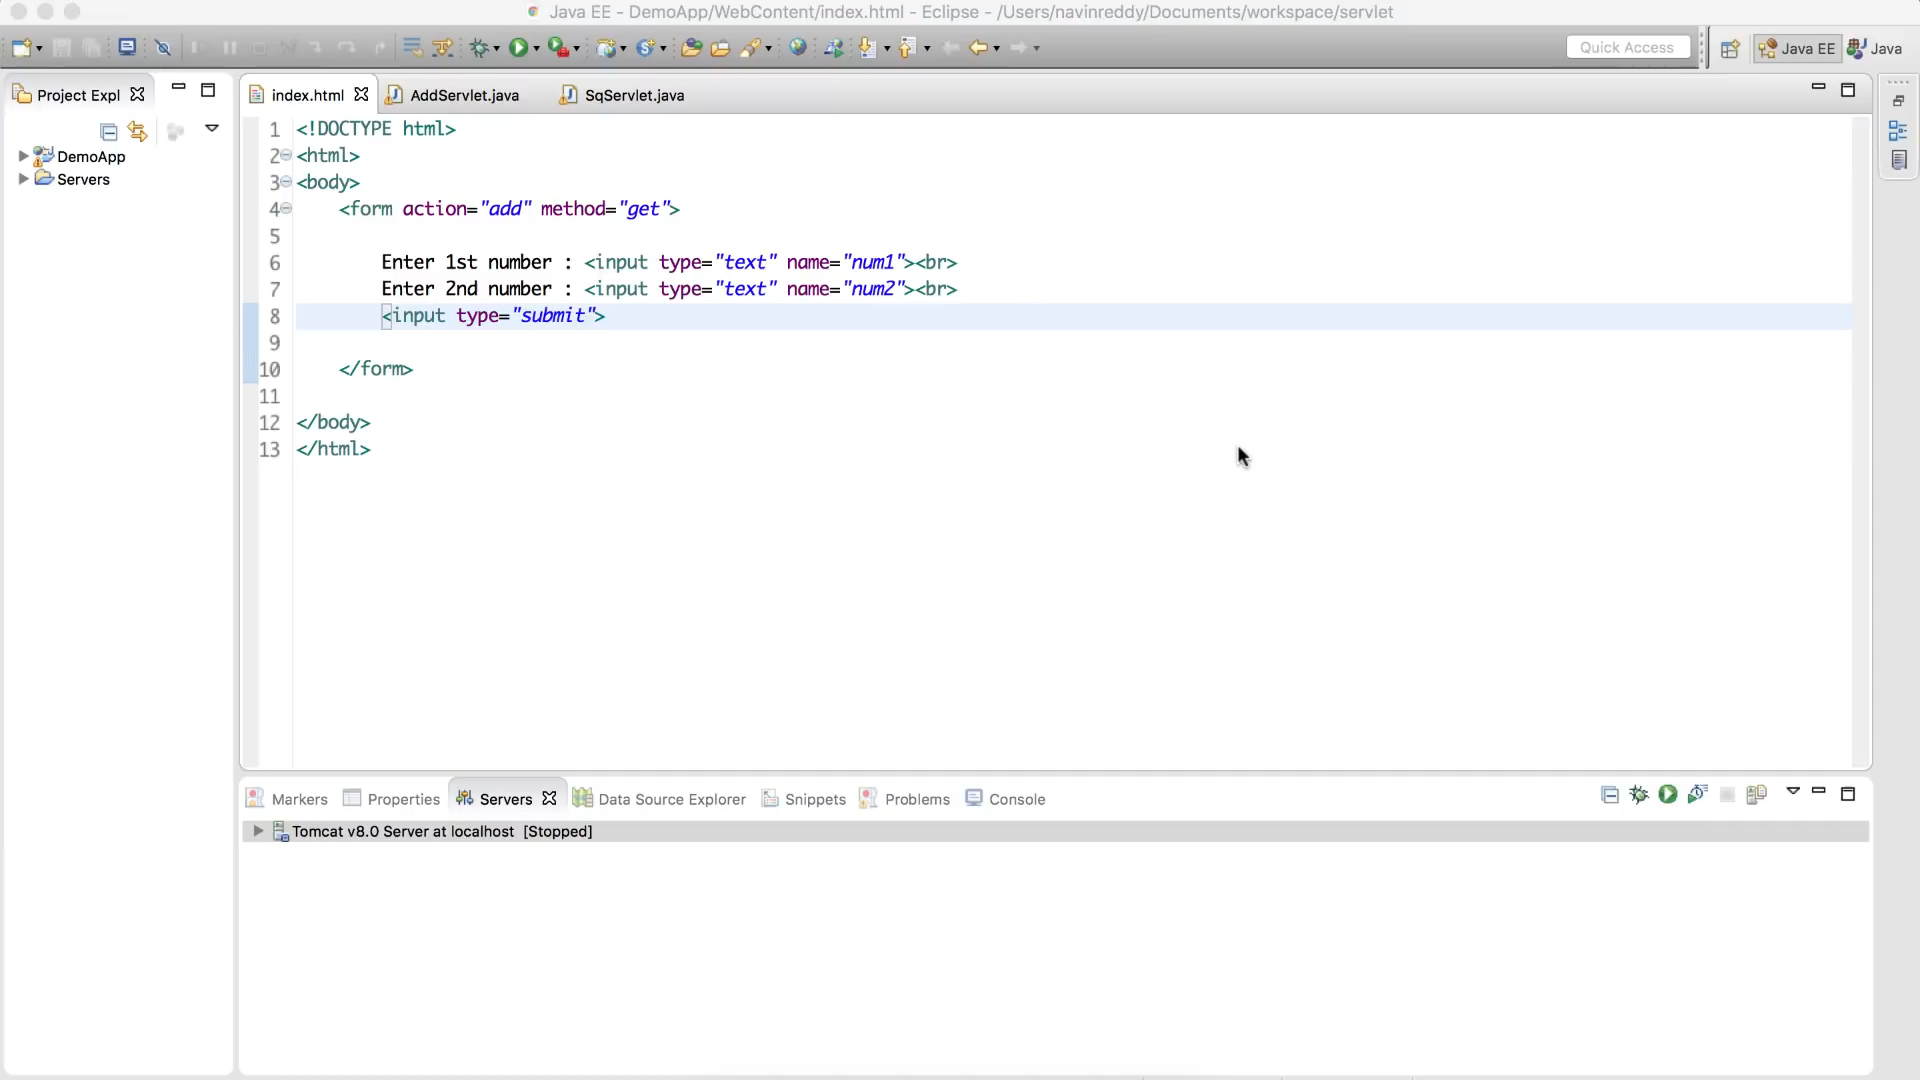 Java EE - DemoApp/WebContent/index.html - Eclipse - /Users/navinreddy/Documents/workspace/servlet
Quick Access
Java EE
Java
Project Expl
index.html
AddServlet.java
SqServlet.java
DemoApp
Servers
1 <!DOCTYPE html>
2 <html>
3 <body>
4 <form action="add" method="get">
5
6 Enter 1st number : <input type="text" name="num1"><br>
7 Enter 2nd number : <input type="text" name="num2"><br>
8 <input type="submit">
9
10 </form>
11
12 </body>
13 </html>
Markers
Properties
Servers
Data Source Explorer
Snippets
Problems
Console
Tomcat v8.0 Server at localhost [Stopped]